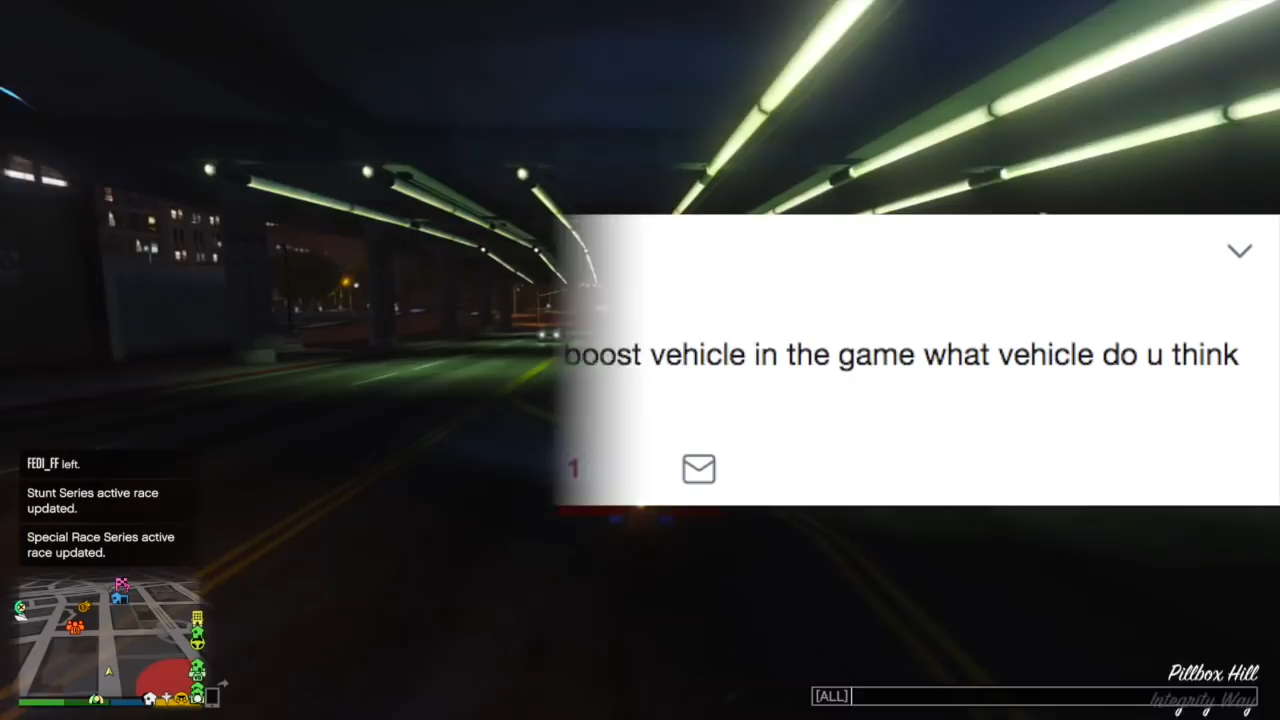 boost vehicle in the game what vehicle do u think
1
FEDI_FF left.
Stunt Series active race
updated.
Special Race Series active
race updated.
Pillbox Hill
[ALL]
Integrity Way